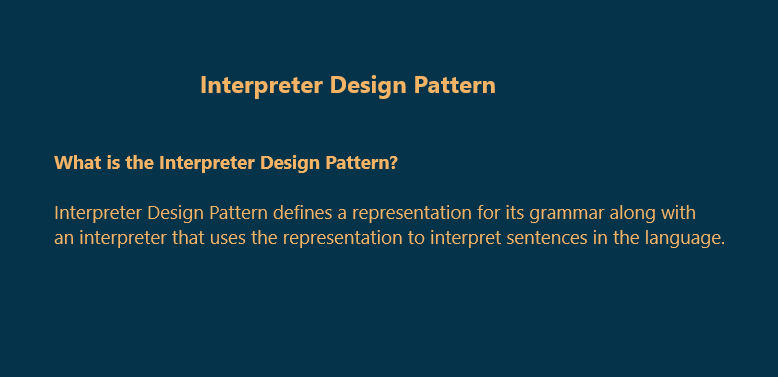 Interpreter Design Pattern
What is the Interpreter Design Pattern?
Interpreter Design Pattern defines a representation for its grammar along with
an interpreter that uses the representation to interpret sentences in the language.